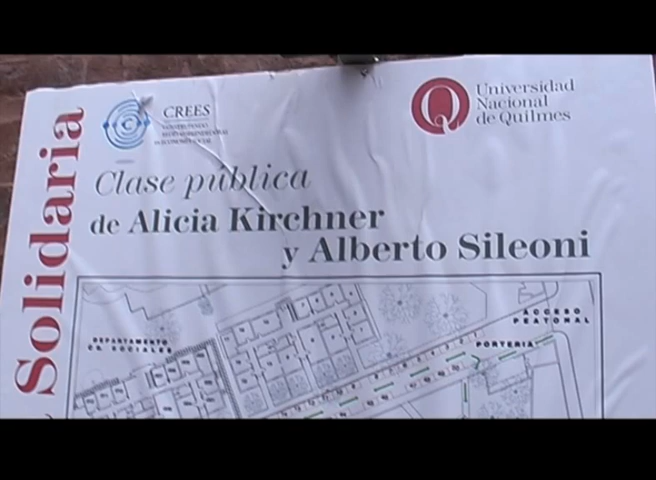 Solidaria
CREES
CONSTRUYENDO
Universidad
Nacional
de Quilmes
Clase pública
de Alicia Kirchner
y Alberto Sileoni
DEPARTAMENTO
CS. SOCIALES
ACCESO
PEATONAL
PORTERIA